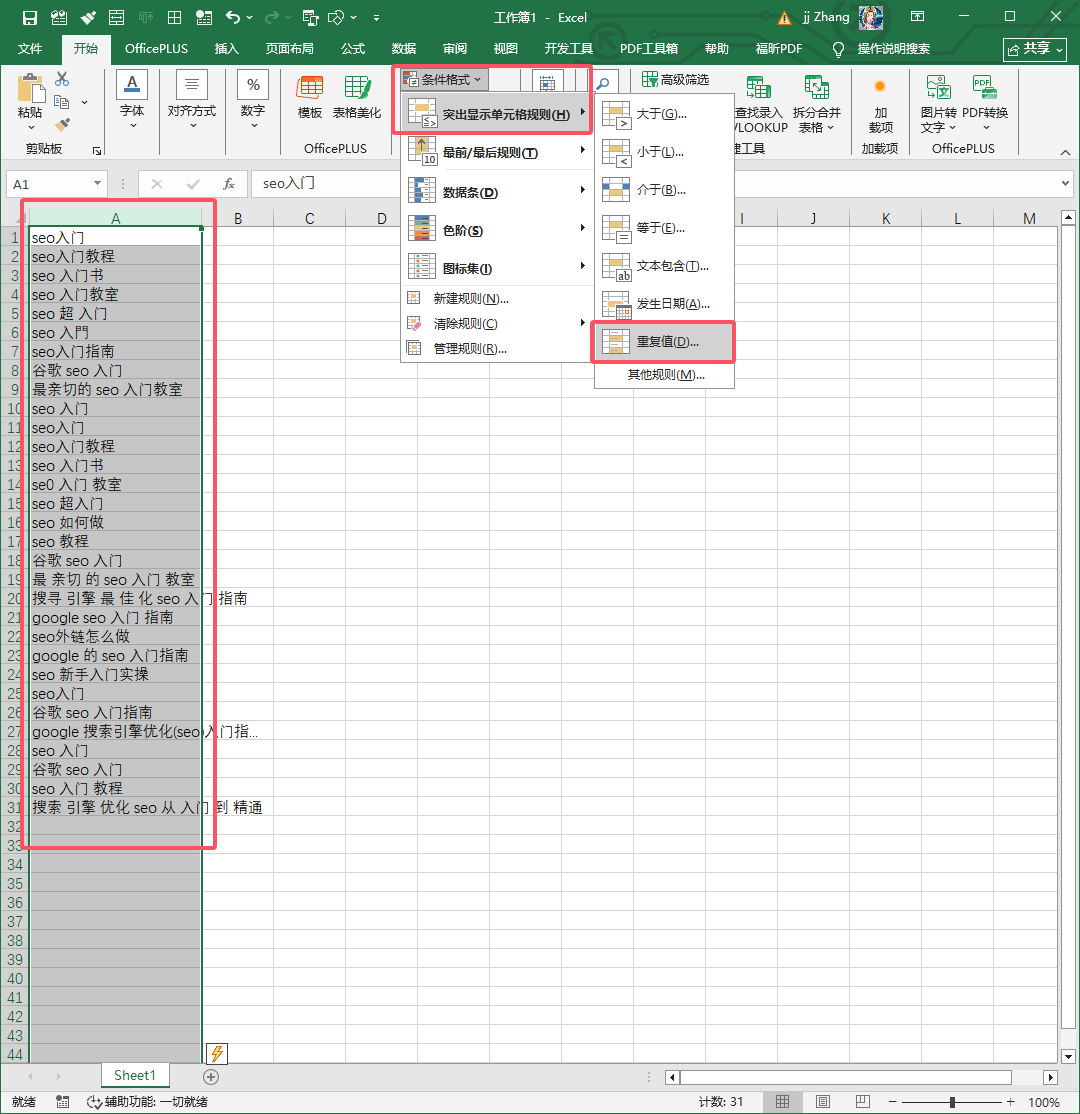 工作簿1 - Excel
jj Zhang
文件 开始 OfficePLUS 插入 页面布局 公式 数据 审阅 视图 开发工具 PDF工具箱 帮助 福昕PDF 操作说明搜索 共享
粘贴
剪贴板
字体
对齐方式
%
数字
模板 表格美化
OfficePLUS
条件格式
高级筛选
查找录入
VLOOKUP
拆分合并
表格
加
载项
加载项
图片转
文字
PDF转换
OfficePLUS
突出显示单元格规则(H)
最前/最后规则(T)
数据条(D)
色阶(S)
图标集(I)
新建规则(N)...
清除规则(C)
管理规则(R)...
大于(G)...
小于(L)...
介于(B)...
等于(E)...
文本包含(T)...
发生日期(A)...
重复值(D)...
其他规则(M)...
A1
fx
seo入门
A B C D I J K L M
1 seo入门
2 seo入门教程
3 seo 入门书
4 seo 入门教室
5 seo 超 入门
6 seo 入門
7 seo入门指南
8 谷歌 seo 入门
9 最亲切的 seo 入门教室
10 seo 入门
11 seo入门
12 seo入门教程
13 seo 入门书
14 se0 入门 教室
15 seo 超入门
16 seo 如何做
17 seo 教程
18 谷歌 seo 入门
19 最 亲切 的 seo 入门 教室
20 搜寻 引擎 最 佳 化 seo 入门 指南
21 google seo 入门 指南
22 seo外链怎么做
23 google 的 seo 入门指南
24 seo 新手入门实操
25 seo入门
26 谷歌 seo 入门指南
27 google 搜索引擎优化(seo)入门指...
28 seo 入门
29 谷歌 seo 入门
30 seo 入门 教程
31 搜索 引擎 优化 seo 从 入门 到 精通
32
33
34
35
36
37
38
39
40
41
42
43
44
Sheet1
就绪 辅助功能: 一切就绪 计数: 31 100%